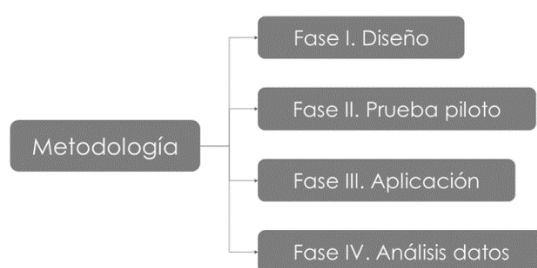 Fase I. Diseño
Fase II. Prueba piloto
Metodología
Fase III. Aplicación
Fase IV. Análisis datos